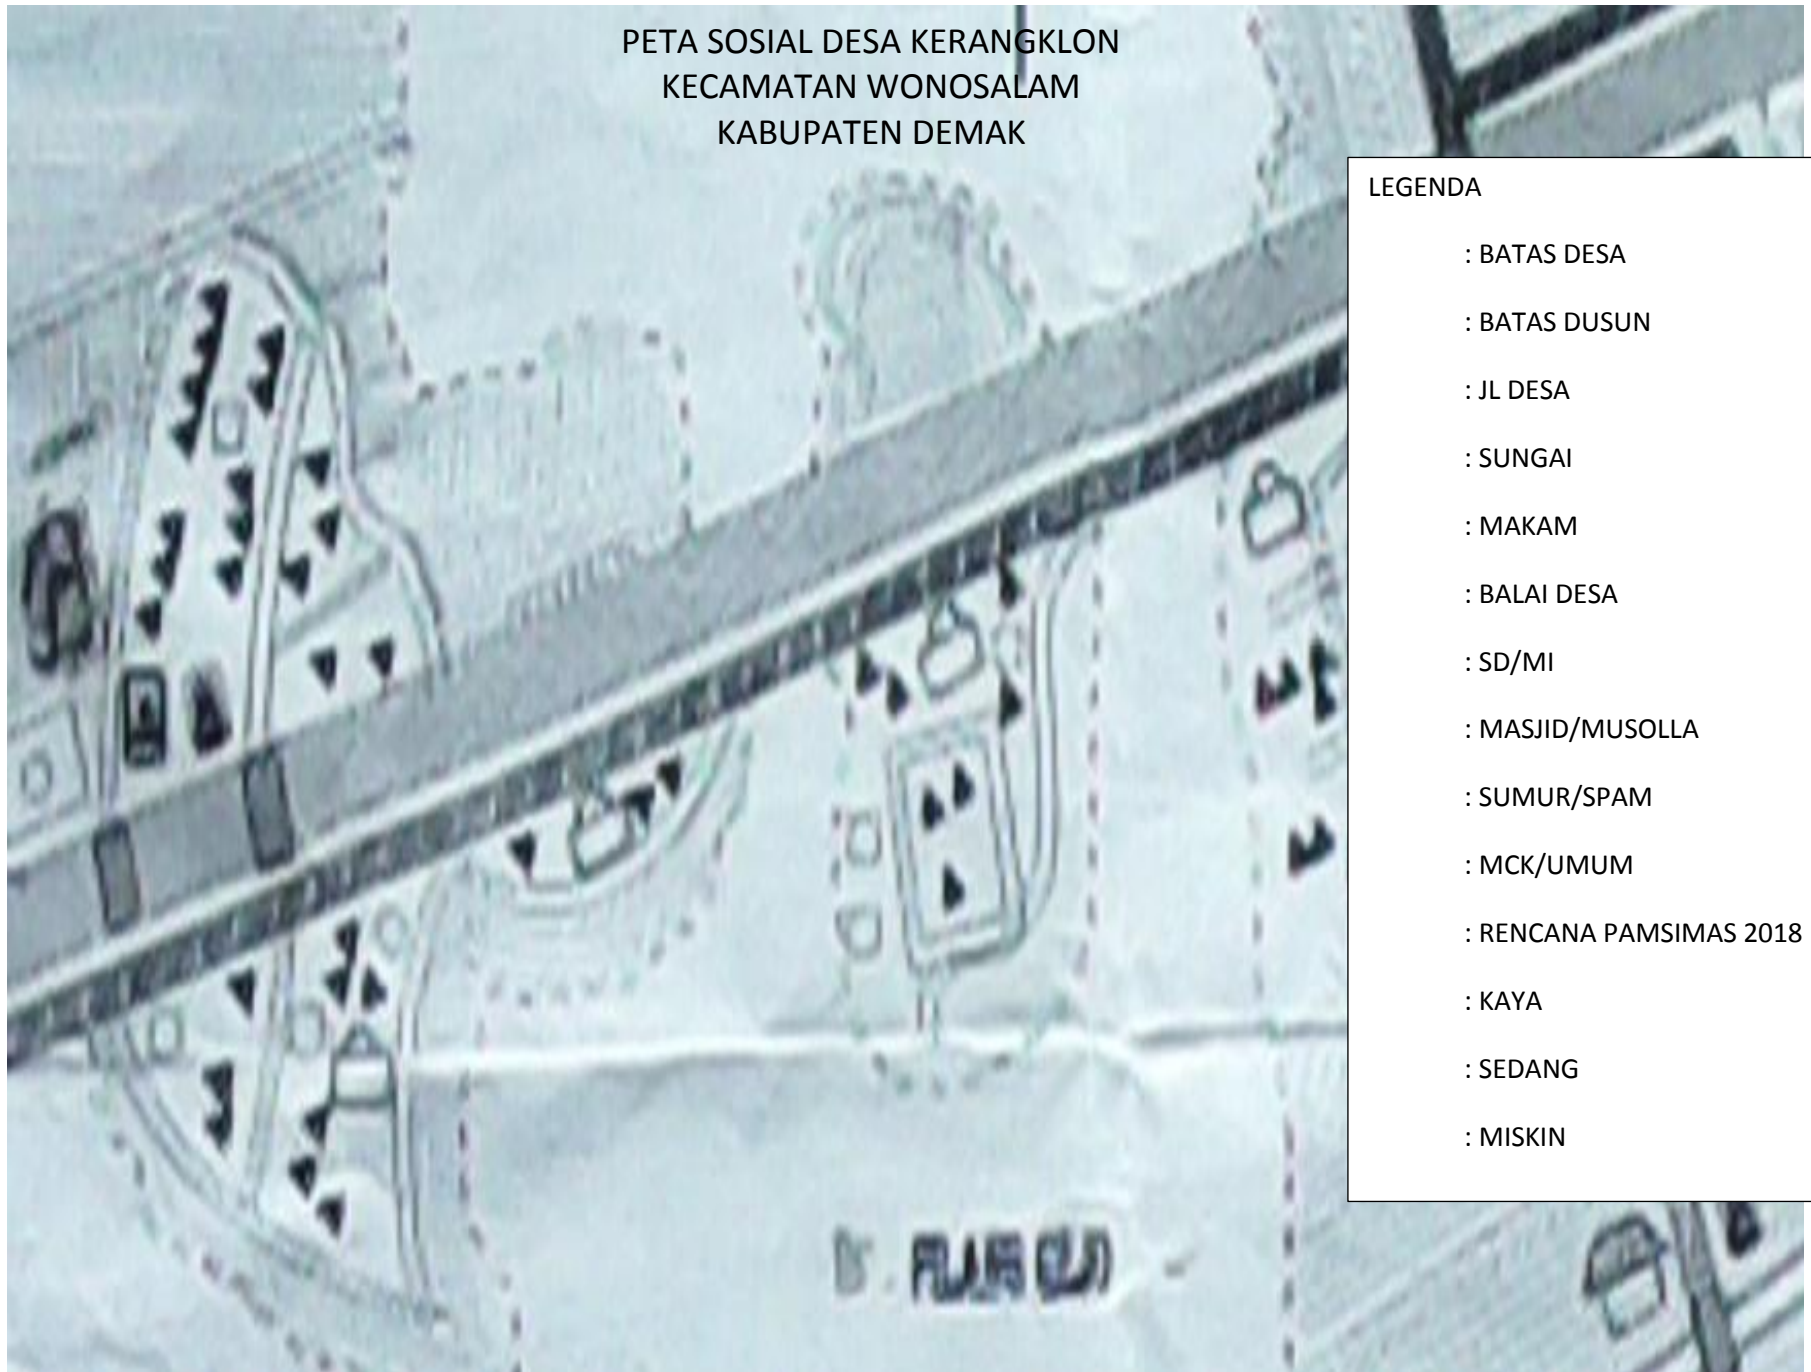 PETA SOSIAL DESA KERANGKLON
KECAMATAN WONOSALAM
KABUPATEN DEMAK
LEGENDA
: BATAS DESA
: BATAS DUSUN
: JL DESA
: SUNGAI
: MAKAM
: BALAI DESA
: SD/MI
: MASJID/MUSOLLA
: SUMUR/SPAM
: MCK/UMUM
: RENCANA PAMSIMAS 2018
: KAYA
: SEDANG
: MISKIN